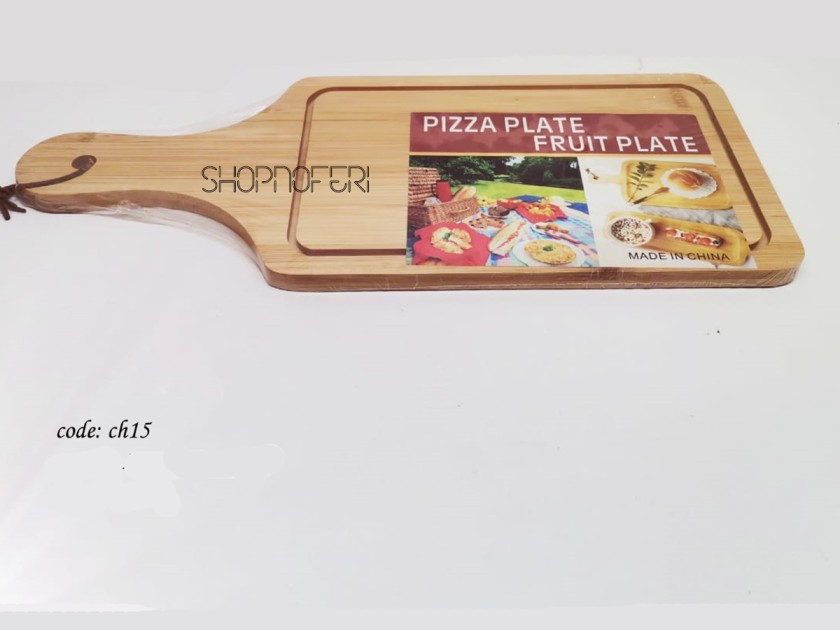 PIZZA PLATE
FRUIT PLATE
SHOPNOFERI
MADE IN CHINA
code: ch15